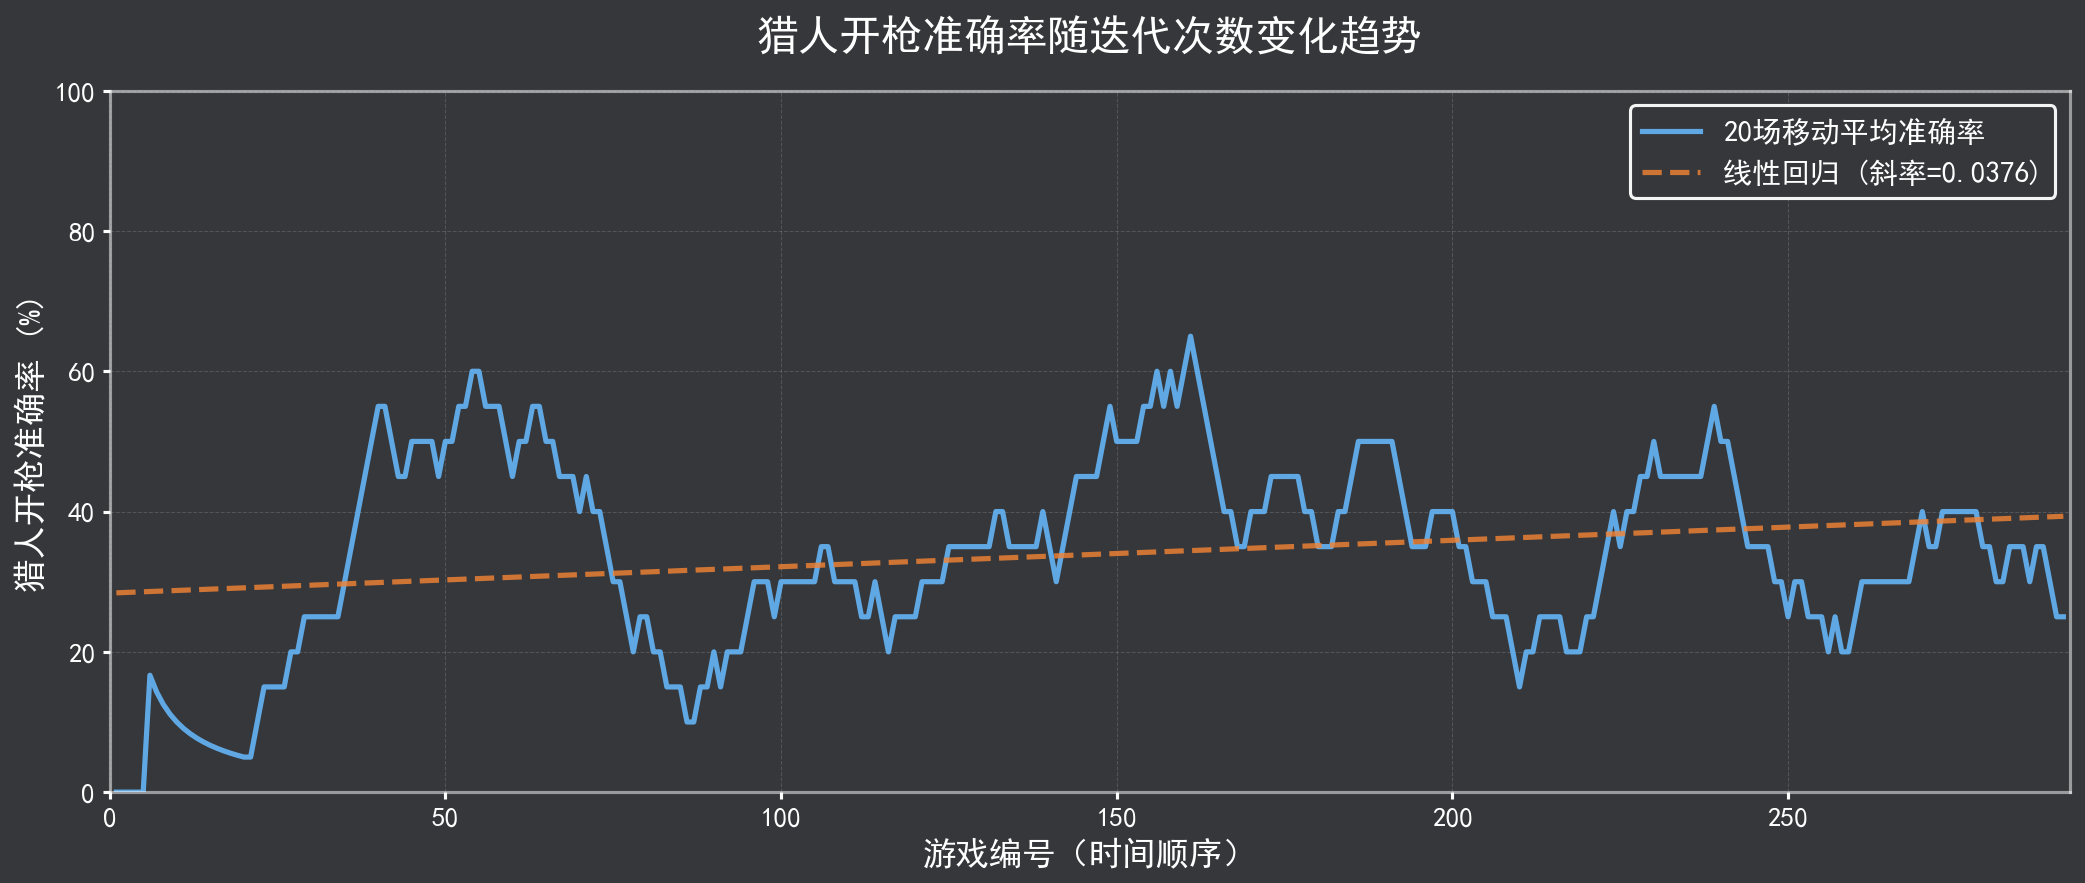 猎人开枪准确率随迭代次数变化趋势
20场移动平均准确率
线性回归 (斜率=0.0376)
猎人开枪准确率 (%)
100
80
60
40
20
0
0 50 100 150 200 250
游戏编号（时间顺序）